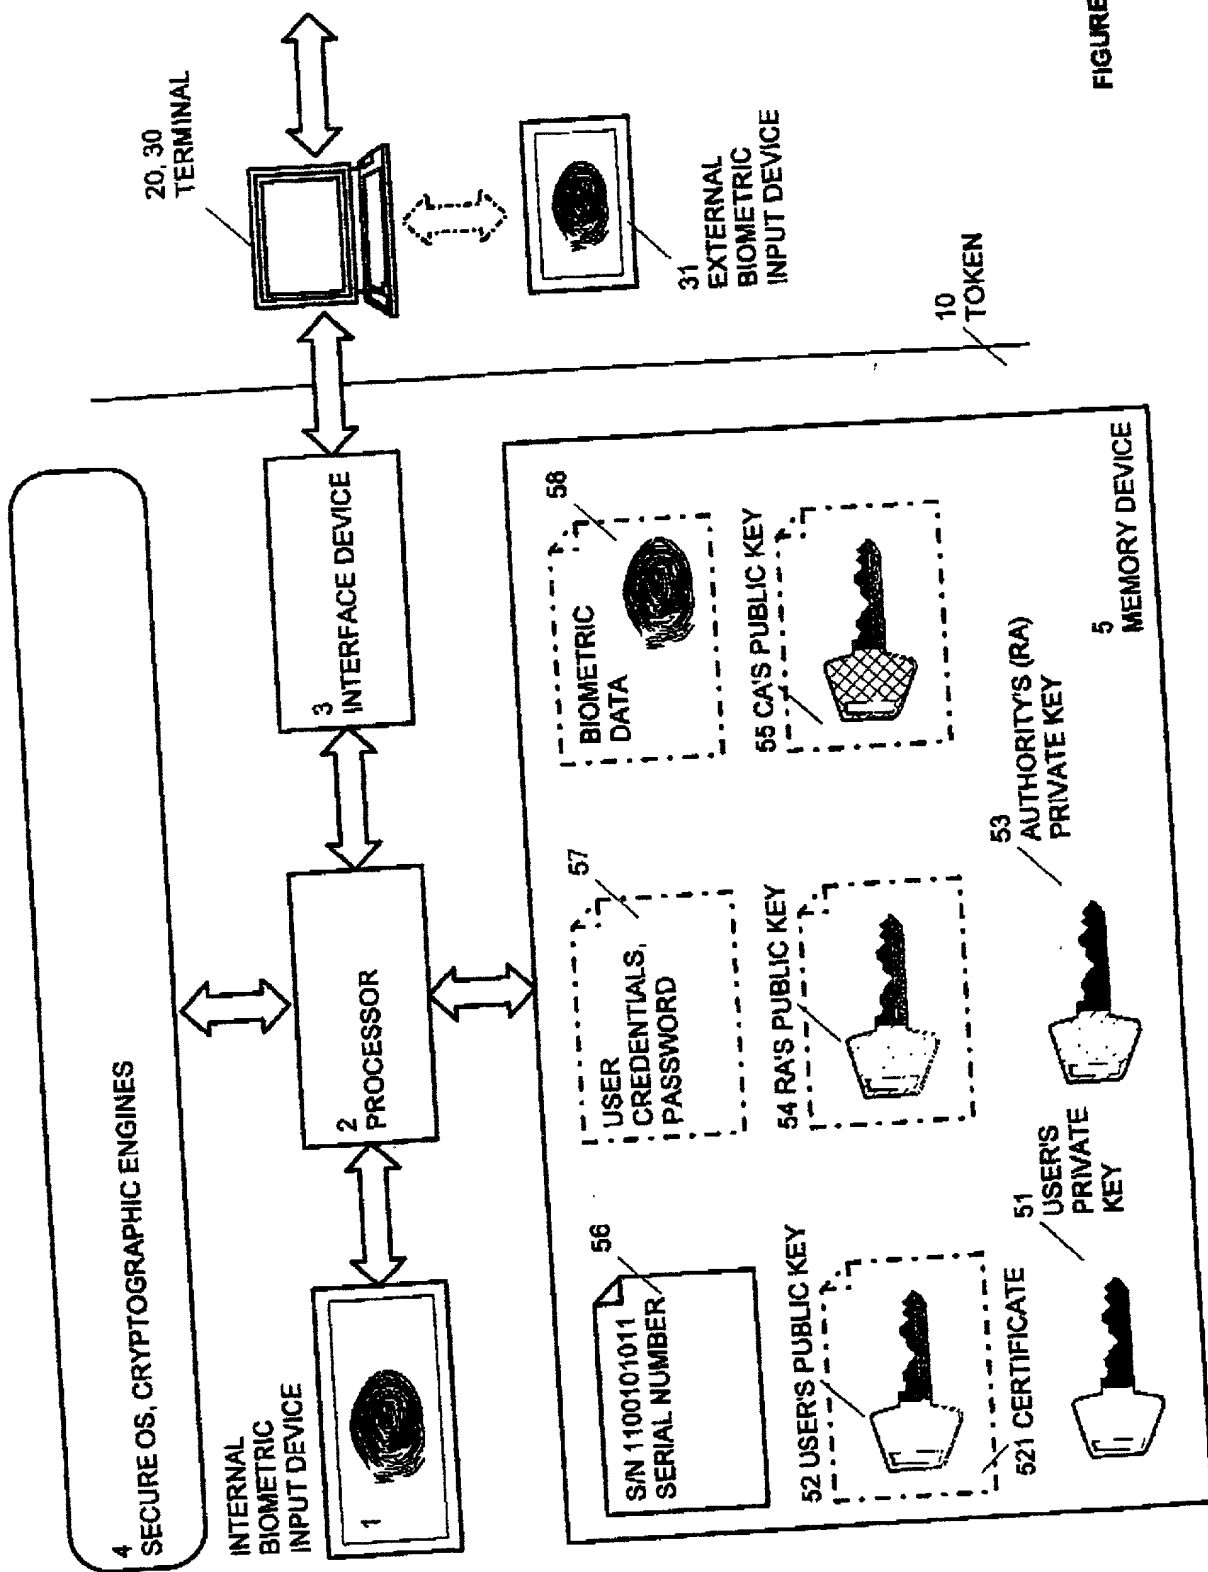 4
SECURE OS, CRYPTOGRAPHIC ENGINES
INTERNAL
BIOMETRIC
INPUT DEVICE
1
2
PROCESSOR
3
INTERFACE DEVICE
20, 30
TERMINAL
31
EXTERNAL
BIOMETRIC
INPUT DEVICE
10
TOKEN
56
S/N 1100101011
SERIAL NUMBER
57
USER
CREDENTIALS,
PASSWORD
58
BIOMETRIC
DATA
52 USER'S PUBLIC KEY
521 CERTIFICATE
54 RA'S PUBLIC KEY
55 CA'S PUBLIC KEY
51
USER'S
PRIVATE
KEY
53
AUTHORITY'S (RA)
PRIVATE KEY
5
MEMORY DEVICE
FIGURE